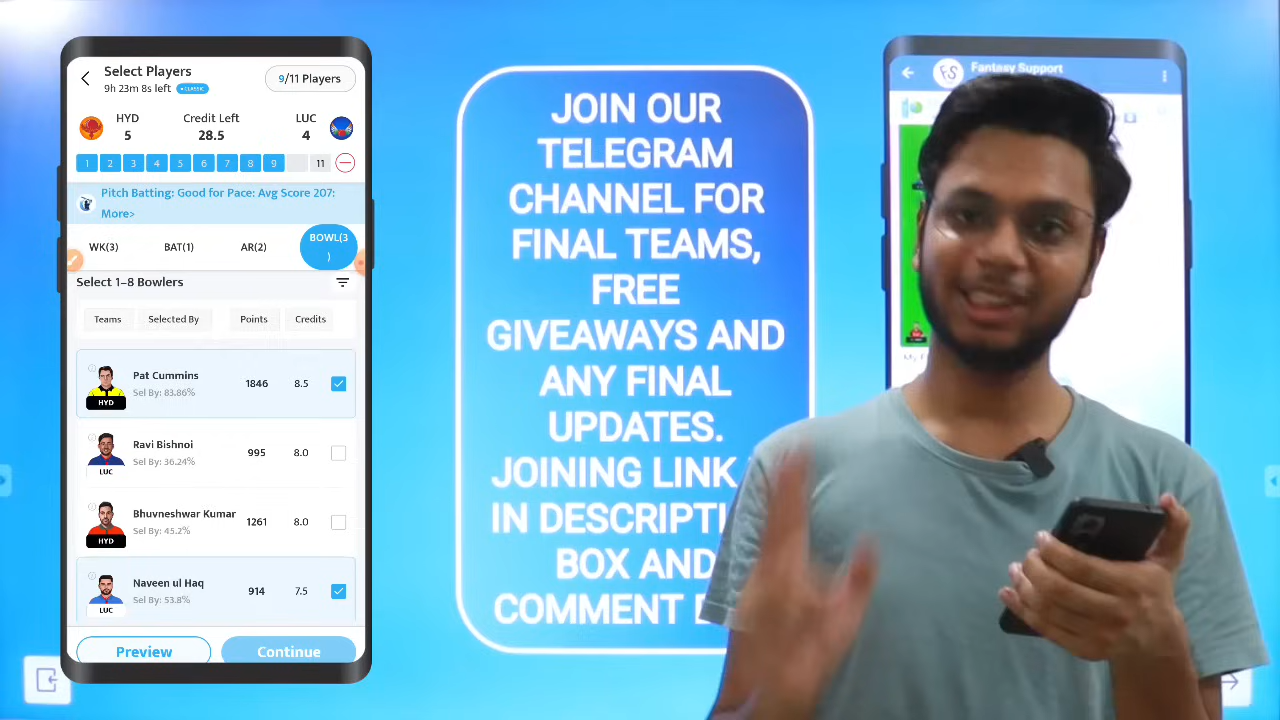 Select Players
9h 23m 8s left
CLASSIC
9/11 Players
HYD
5
Credit Left
28.5
LUC
4
1 2 3 4 5 6 7 8 9 11
Pitch Batting: Good for Pace: Avg Score 207:
More>
WK(3) BAT(1) AR(2) BOWL(3
)
Select 1–8 Bowlers
Teams Selected By Points Credits
Pat Cummins
Sel By: 83.86%
1846 8.5
HYD
Ravi Bishnoi
Sel By: 36.24%
995 8.0
LUC
Bhuvneshwar Kumar
Sel By: 45.2%
1261 8.0
HYD
Naveen ul Haq
Sel By: 53.8%
914 7.5
LUC
Preview Continue
JOIN OUR
TELEGRAM
CHANNEL FOR
FINAL TEAMS,
FREE
GIVEAWAYS AND
ANY FINAL
UPDATES.
JOINING LINK
IN DESCRIPTI
BOX AND
COMMENT
Fantasy Support
FS